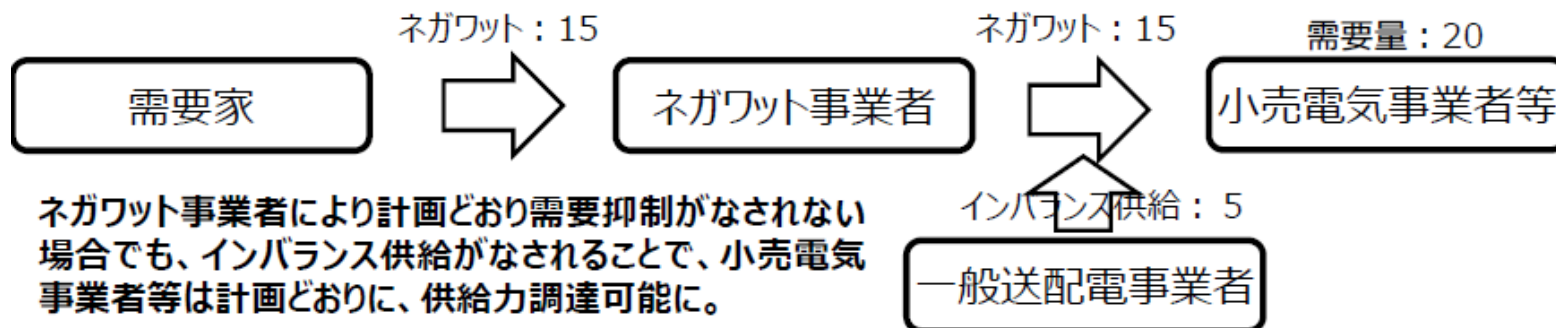 ネガワット：15
ネガワット：15
需要量：20
需要家
ネガワット事業者
小売電気事業者等
インバランス供給：5
一般送配電事業者
ネガワット事業者により計画どおり需要抑制がなされない
場合でも、インバランス供給がなされることで、小売電気
事業者等は計画どおりに、供給力調達可能に。